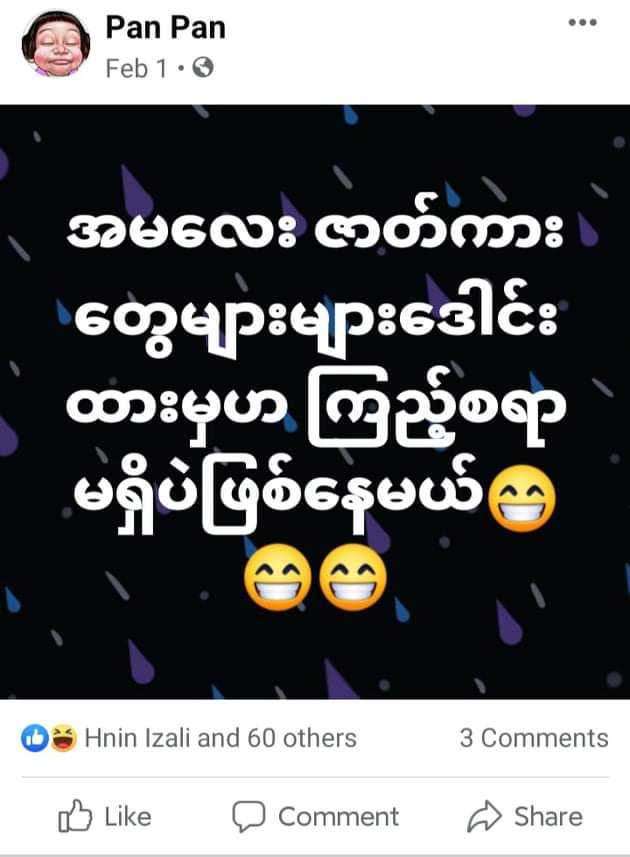 Pan Pan
Feb 1 •
အမလေး ဇာတ်ကား
တွေများများဒေါင်း
ထားမှဟ ကြည့်စရာ
မရှိပဲဖြစ်နေမယ်😁
😁😁
Hnin Izali and 60 others 3 Comments
Like Comment Share